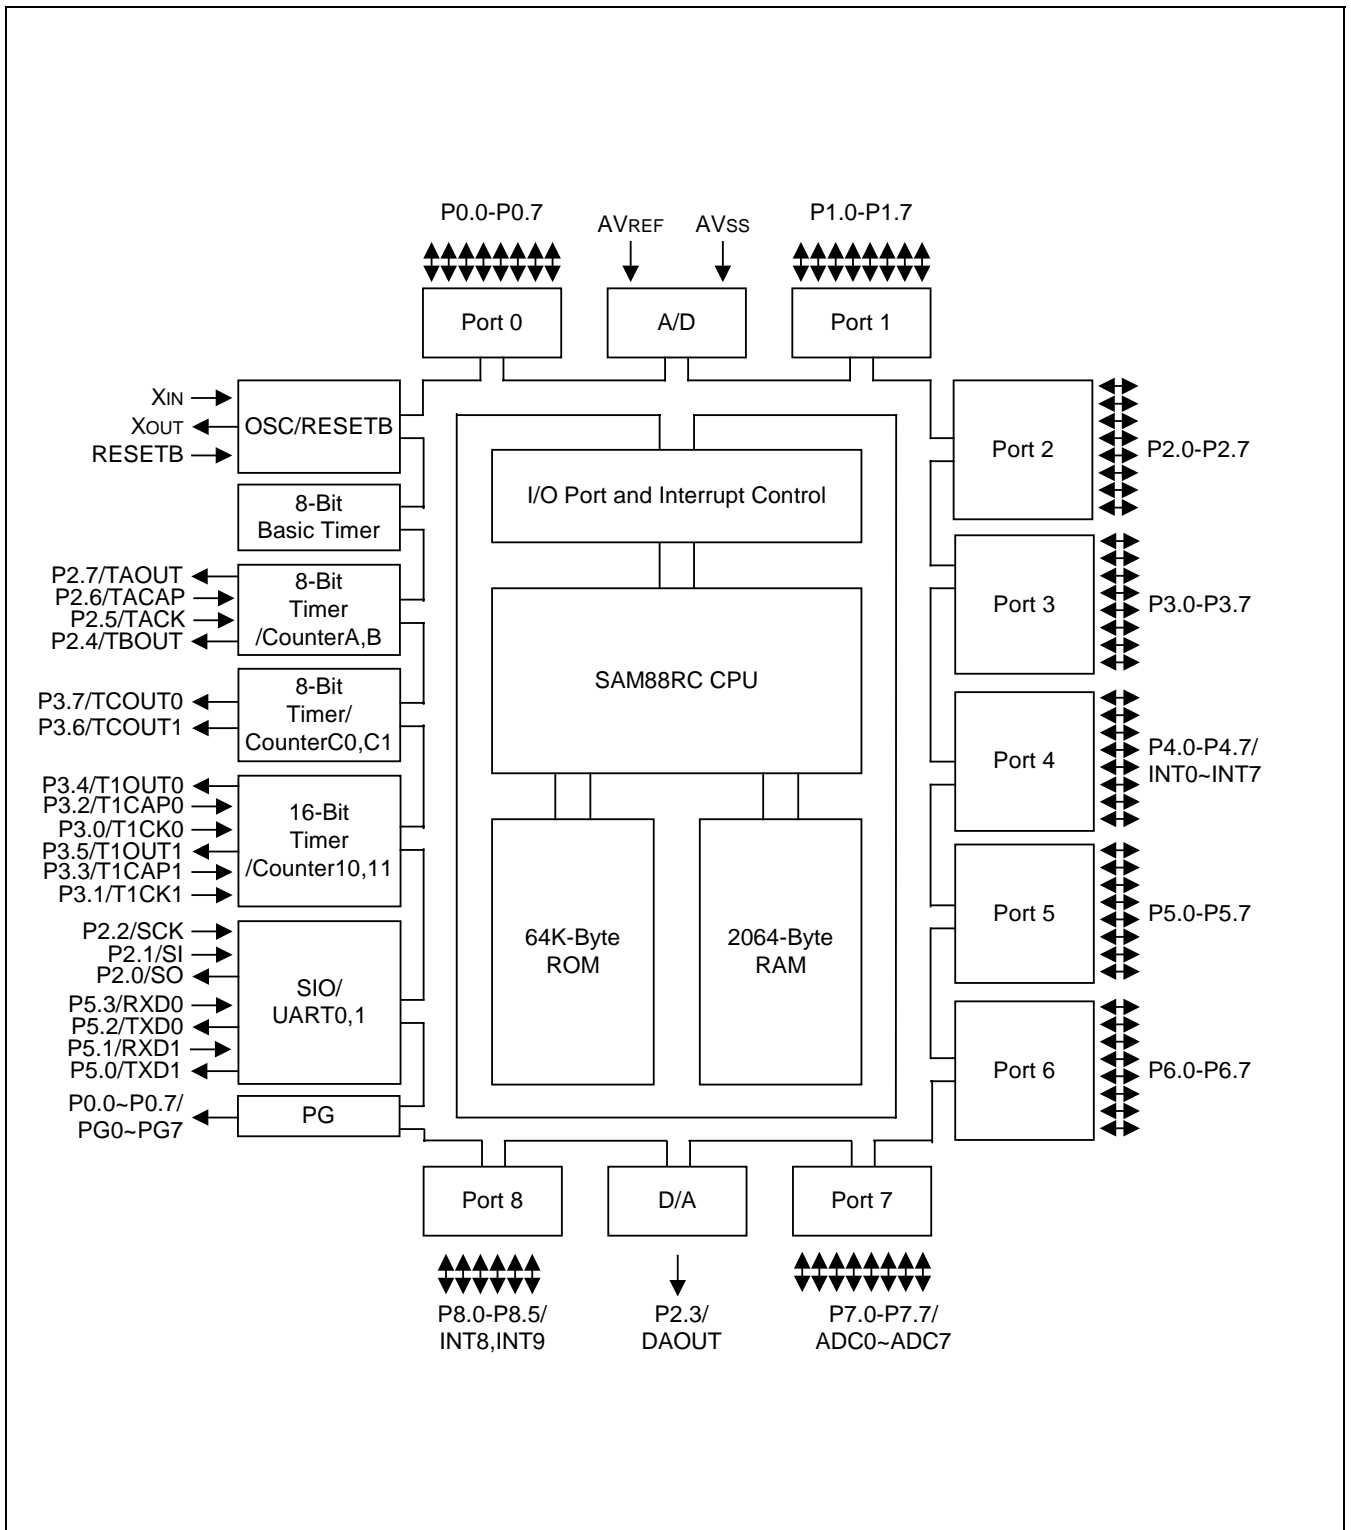 P0.0-P0.7
AVREF
AVSS
P1.0-P1.7
Port 0
A/D
Port 1
XIN
XOUT
RESETB
OSC/RESETB
Port 2
P2.0-P2.7
8-Bit
Basic Timer
I/O Port and Interrupt Control
P2.7/TAOUT
P2.6/TACAP
P2.5/TACK
P2.4/TBOUT
8-Bit
Timer
/CounterA,B
Port 3
P3.0-P3.7
SAM88RC CPU
P3.7/TCOUT0
P3.6/TCOUT1
8-Bit
Timer/
CounterC0,C1
Port 4
P4.0-P4.7/
INT0~INT7
P3.4/T1OUT0
P3.2/T1CAP0
P3.0/T1CK0
P3.5/T1OUT1
P3.3/T1CAP1
P3.1/T1CK1
16-Bit
Timer
/Counter10,11
Port 5
P5.0-P5.7
64K-Byte
ROM
2064-Byte
RAM
P2.2/SCK
P2.1/SI
P2.0/SO
P5.3/RXD0
P5.2/TXD0
P5.1/RXD1
P5.0/TXD1
SIO/
UART0,1
Port 6
P6.0-P6.7
P0.0~P0.7/
PG0~PG7
PG
Port 8
D/A
Port 7
P8.0-P8.5/
INT8,INT9
P2.3/
DAOUT
P7.0-P7.7/
ADC0~ADC7